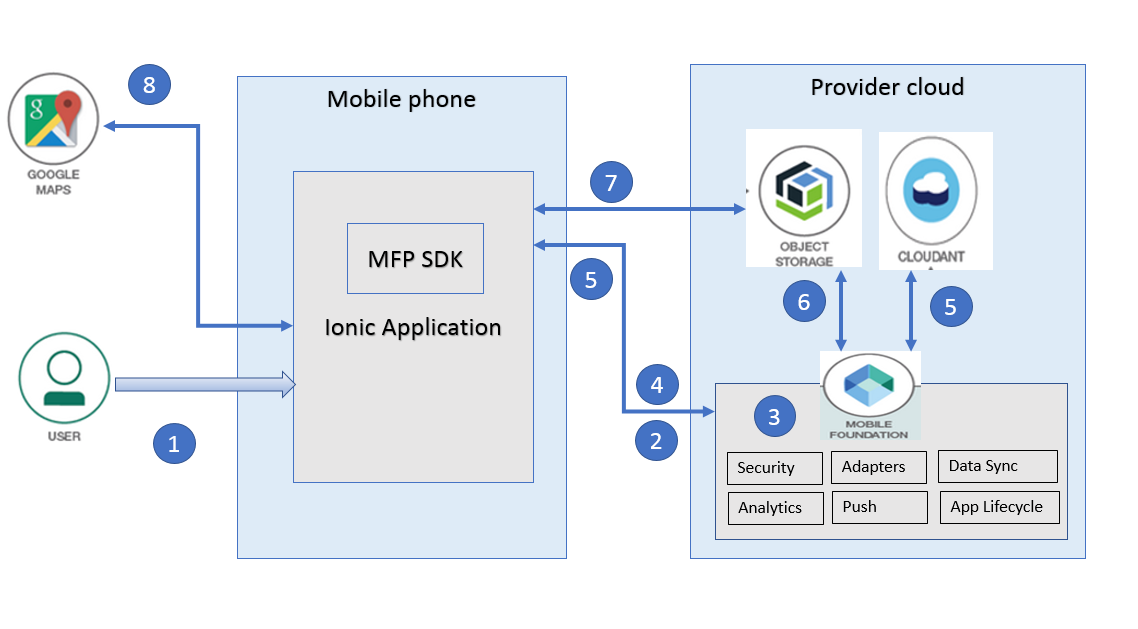 8
g
GOOGLE
MAPS
Mobile phone
MFP SDK
Ionic Application
USER
1
7
5
4
2
Provider cloud
OBJECT
STORAGE
CLOUDANT
6
5
3
MOBILE
FOUNDATION
Security
Adapters
Data Sync
Analytics
Push
App Lifecycle